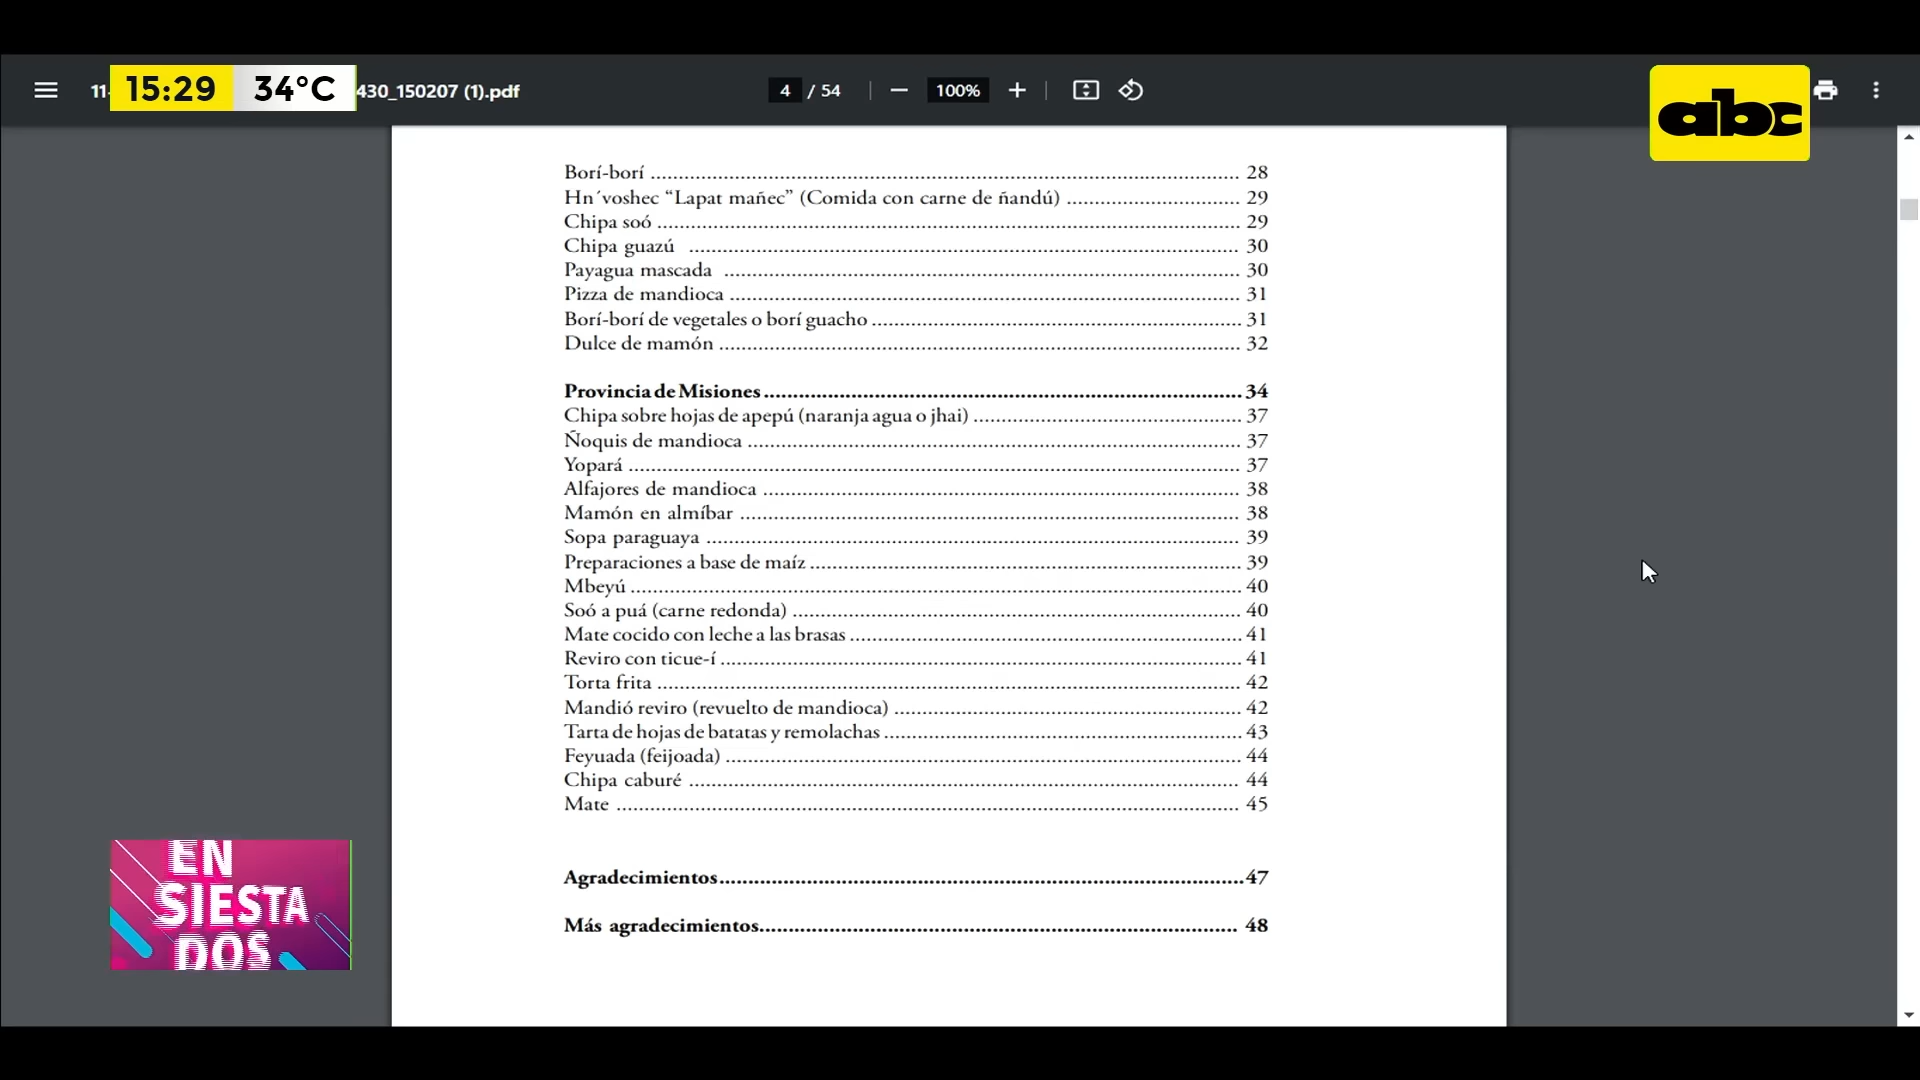 11-
15:29 34°C
430_150207 (1).pdf
4 / 54
100%
abc
Borí-borí ........ 28
Hn´voshec “Lapat mañec” (Comida con carne de ñandú) ........ 29
Chipa soó ........ 29
Chipa guazú ........ 30
Payagua mascada ........ 30
Pizza de mandioca ........ 31
Borí-borí de vegetales o borí guacho ........ 31
Dulce de mamón ........ 32
Provincia de Misiones ........ 34
Chipa sobre hojas de apepú (naranja agua o jhai) ........ 37
Ñoquis de mandioca ........ 37
Yopará ........ 37
Alfajores de mandioca ........ 38
Mamón en almíbar ........ 38
Sopa paraguaya ........ 39
Preparaciones a base de maíz ........ 39
Mbeyú ........ 40
Soó a puá (carne redonda) ........ 40
Mate cocido con leche a las brasas ........ 41
Reviro con ticue-í ........ 41
Torta frita ........ 42
Mandió reviro (revuelto de mandioca) ........ 42
Tarta de hojas de batatas y remolachas ........ 43
Feyuada (feijoada) ........ 44
Chipa caburé ........ 44
Mate ........ 45
Agradecimientos ........ 47
Más agradecimientos ........ 48
EN
SIESTA
DOS